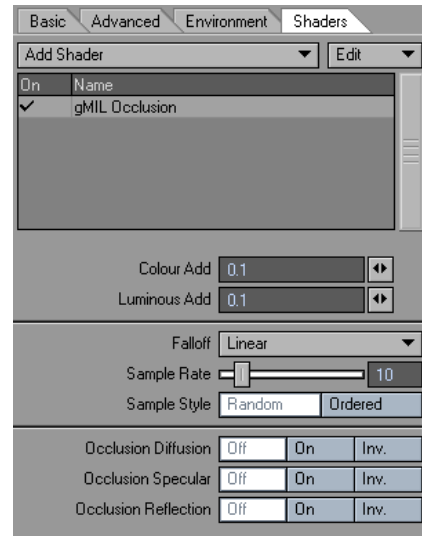 Basic Advanced Environment Shaders
Add Shader Edit
On Name
gMIL Occlusion
Colour Add 0.1
Luminous Add 0.1
Falloff Linear
Sample Rate 10
Sample Style Random Ordered
Occlusion Diffusion Off On Inv.
Occlusion Specular Off On Inv.
Occlusion Reflection Off On Inv.